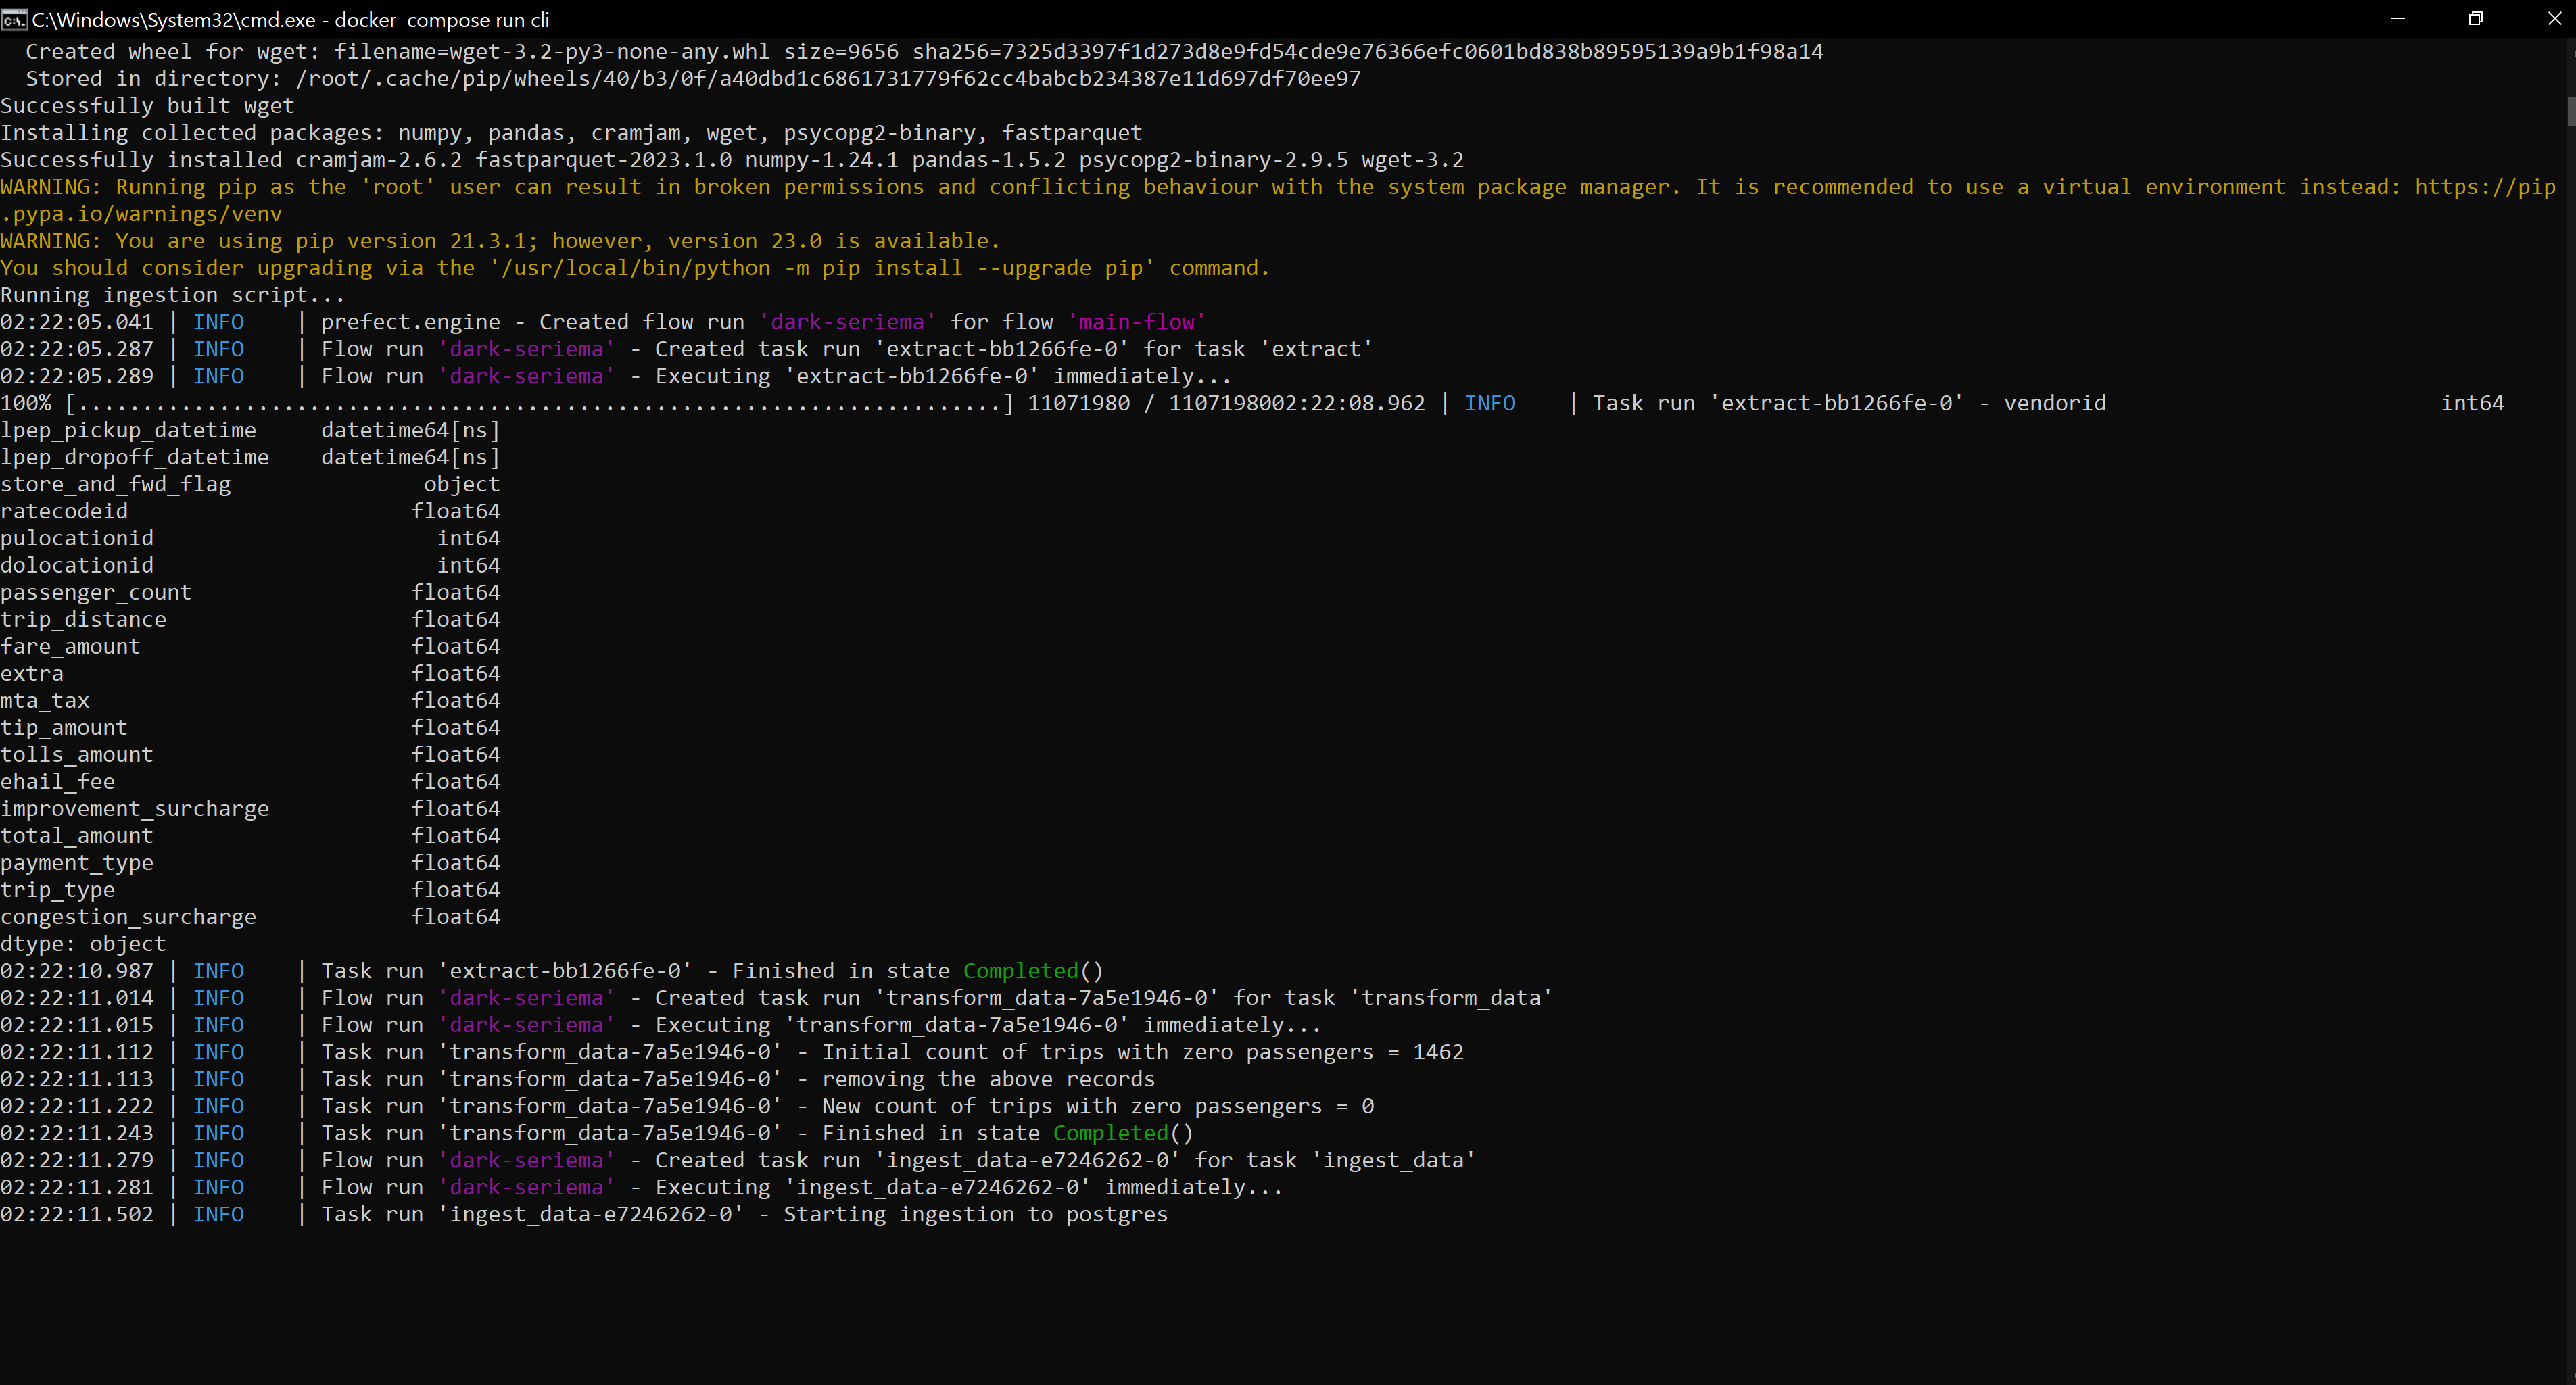 C:\Windows\System32\cmd.exe - docker  compose run cli
  Created wheel for wget: filename=wget-3.2-py3-none-any.whl size=9656 sha256=7325d3397f1d273d8e9fd54cde9e76366efc0601bd838b89595139a9b1f98a14
  Stored in directory: /root/.cache/pip/wheels/40/b3/0f/a40dbd1c6861731779f62cc4babcb234387e11d697df70ee97
Successfully built wget
Installing collected packages: numpy, pandas, cramjam, wget, psycopg2-binary, fastparquet
Successfully installed cramjam-2.6.2 fastparquet-2023.1.0 numpy-1.24.1 pandas-1.5.2 psycopg2-binary-2.9.5 wget-3.2
WARNING: Running pip as the 'root' user can result in broken permissions and conflicting behaviour with the system package manager. It is recommended to use a virtual environment instead: https://pip
.pypa.io/warnings/venv
WARNING: You are using pip version 21.3.1; however, version 23.0 is available.
You should consider upgrading via the '/usr/local/bin/python -m pip install --upgrade pip' command.
Running ingestion script...
02:22:05.041 | INFO    | prefect.engine - Created flow run 'dark-seriema' for flow 'main-flow'
02:22:05.287 | INFO    | Flow run 'dark-seriema' - Created task run 'extract-bb1266fe-0' for task 'extract'
02:22:05.289 | INFO    | Flow run 'dark-seriema' - Executing 'extract-bb1266fe-0' immediately...
100% [........................................................................] 11071980 / 1107198002:22:08.962 | INFO    | Task run 'extract-bb1266fe-0' - vendorid                          int64
lpep_pickup_datetime     datetime64[ns]
lpep_dropoff_datetime    datetime64[ns]
store_and_fwd_flag               object
ratecodeid                      float64
pulocationid                      int64
dolocationid                      int64
passenger_count                 float64
trip_distance                   float64
fare_amount                     float64
extra                           float64
mta_tax                         float64
tip_amount                      float64
tolls_amount                    float64
ehail_fee                       float64
improvement_surcharge           float64
total_amount                    float64
payment_type                    float64
trip_type                       float64
congestion_surcharge            float64
dtype: object
02:22:10.987 | INFO    | Task run 'extract-bb1266fe-0' - Finished in state Completed()
02:22:11.014 | INFO    | Flow run 'dark-seriema' - Created task run 'transform_data-7a5e1946-0' for task 'transform_data'
02:22:11.015 | INFO    | Flow run 'dark-seriema' - Executing 'transform_data-7a5e1946-0' immediately...
02:22:11.112 | INFO    | Task run 'transform_data-7a5e1946-0' - Initial count of trips with zero passengers = 1462
02:22:11.113 | INFO    | Task run 'transform_data-7a5e1946-0' - removing the above records
02:22:11.222 | INFO    | Task run 'transform_data-7a5e1946-0' - New count of trips with zero passengers = 0
02:22:11.243 | INFO    | Task run 'transform_data-7a5e1946-0' - Finished in state Completed()
02:22:11.279 | INFO    | Flow run 'dark-seriema' - Created task run 'ingest_data-e7246262-0' for task 'ingest_data'
02:22:11.281 | INFO    | Flow run 'dark-seriema' - Executing 'ingest_data-e7246262-0' immediately...
02:22:11.502 | INFO    | Task run 'ingest_data-e7246262-0' - Starting ingestion to postgres